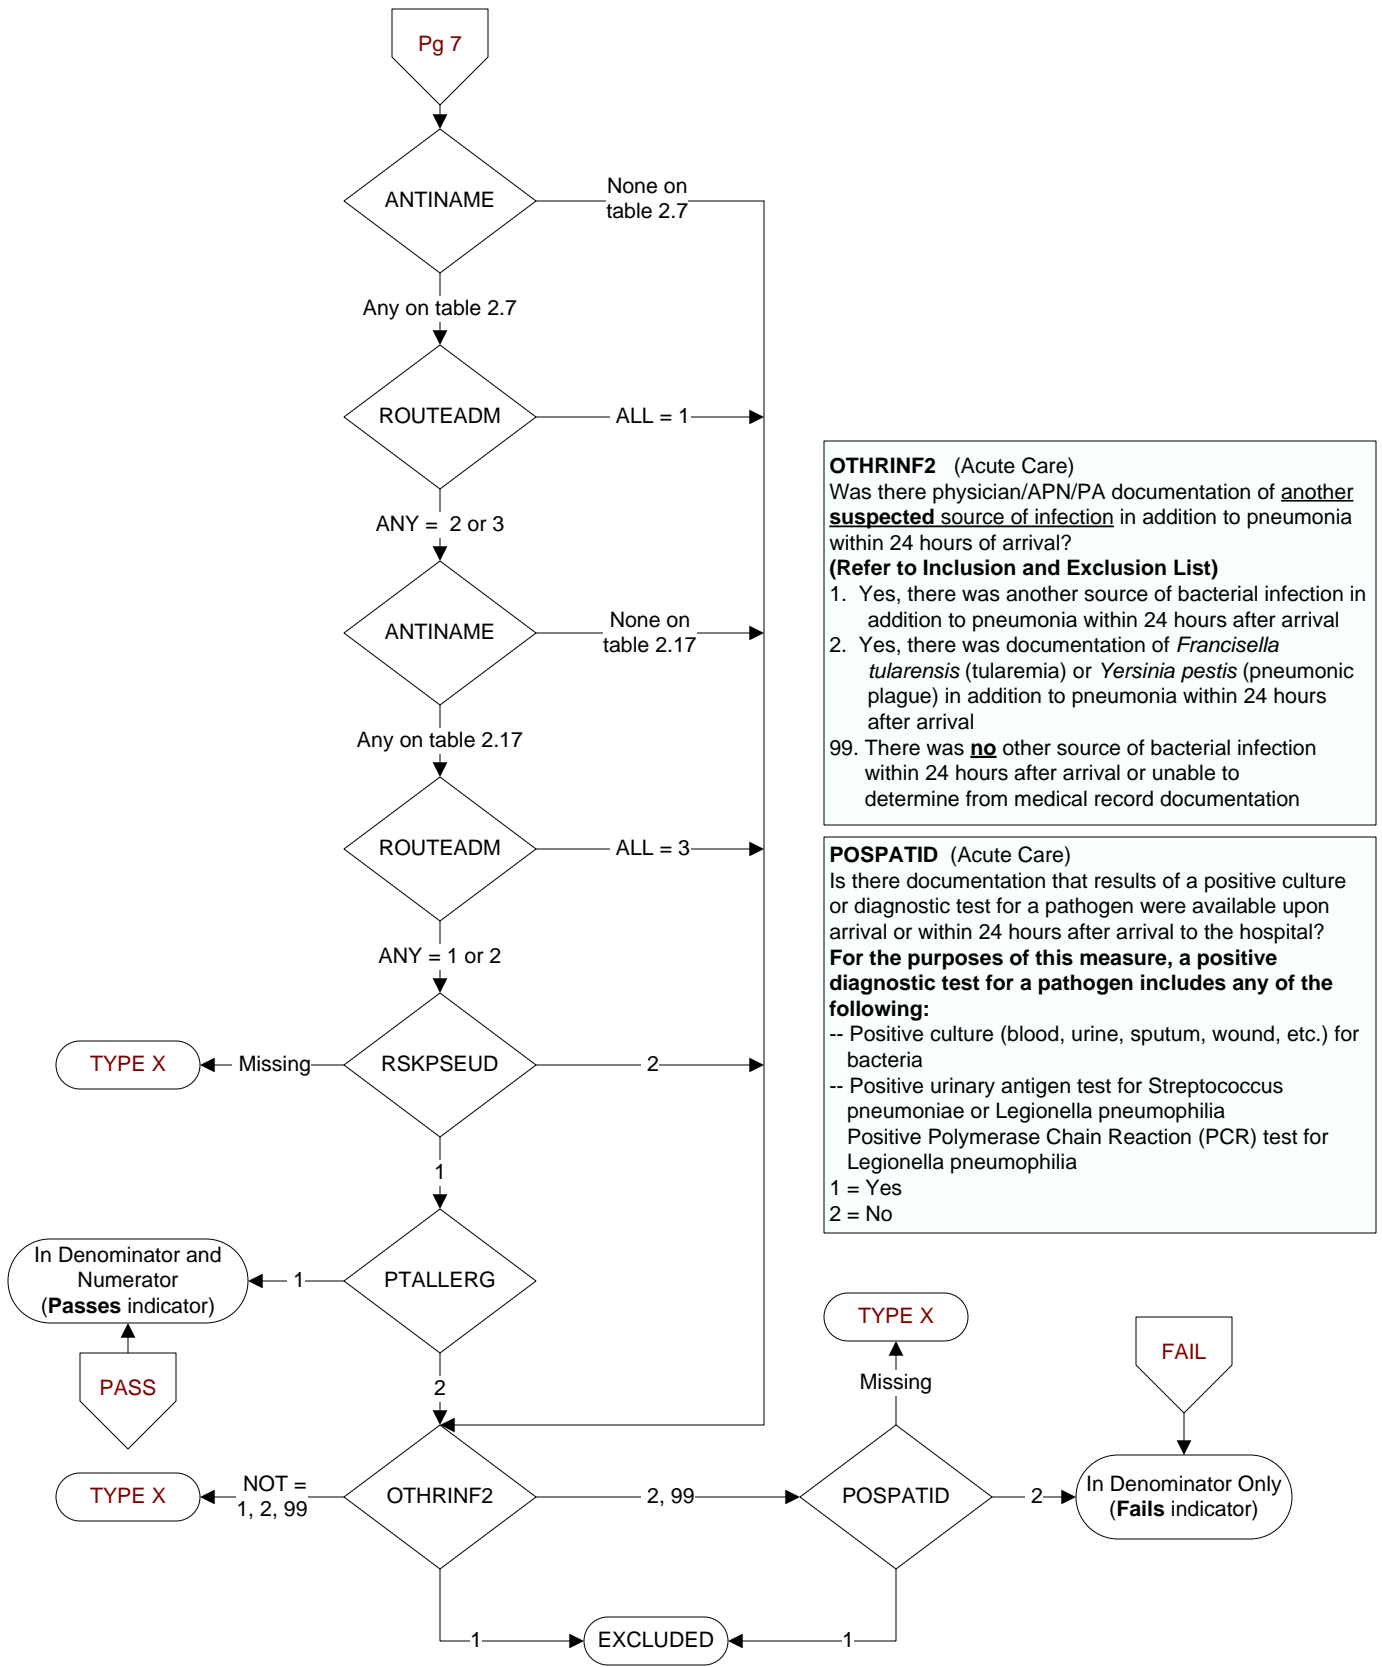 Pg 7
ANTINAME
None on
table 2.7
Any on table 2.7
ROUTEADM
ALL = 1
ANY =  2 or 3
ANTINAME
None on
table 2.17
Any on table 2.17
ROUTEADM
ALL = 3
ANY = 1 or 2
TYPE X
Missing
RSKPSEUD
2
1
In Denominator and
Numerator
(Passes indicator)
1
PTALLERG
PASS
2
TYPE X
NOT =
1, 2, 99
OTHRINF2
2, 99
1
EXCLUDED
OTHRINF2   (Acute Care)
Was there physician/APN/PA documentation of another
suspected source of infection in addition to pneumonia
within 24 hours of arrival?
(Refer to Inclusion and Exclusion List)
1.  Yes, there was another source of bacterial infection in
addition to pneumonia within 24 hours after arrival
2.  Yes, there was documentation of Francisella
tularensis (tularemia) or Yersinia pestis (pneumonic
plague) in addition to pneumonia within 24 hours
after arrival
99. There was no other source of bacterial infection
within 24 hours after arrival or unable to
determine from medical record documentation
POSPATID  (Acute Care)
Is there documentation that results of a positive culture
or diagnostic test for a pathogen were available upon
arrival or within 24 hours after arrival to the hospital?
For the purposes of this measure, a positive
diagnostic test for a pathogen includes any of the
following:
-- Positive culture (blood, urine, sputum, wound, etc.) for
bacteria
-- Positive urinary antigen test for Streptococcus
pneumoniae or Legionella pneumophilia
Positive Polymerase Chain Reaction (PCR) test for
Legionella pneumophilia
1 = Yes
2 = No
TYPE X
Missing
POSPATID
1
2
FAIL
In Denominator Only
(Fails indicator)